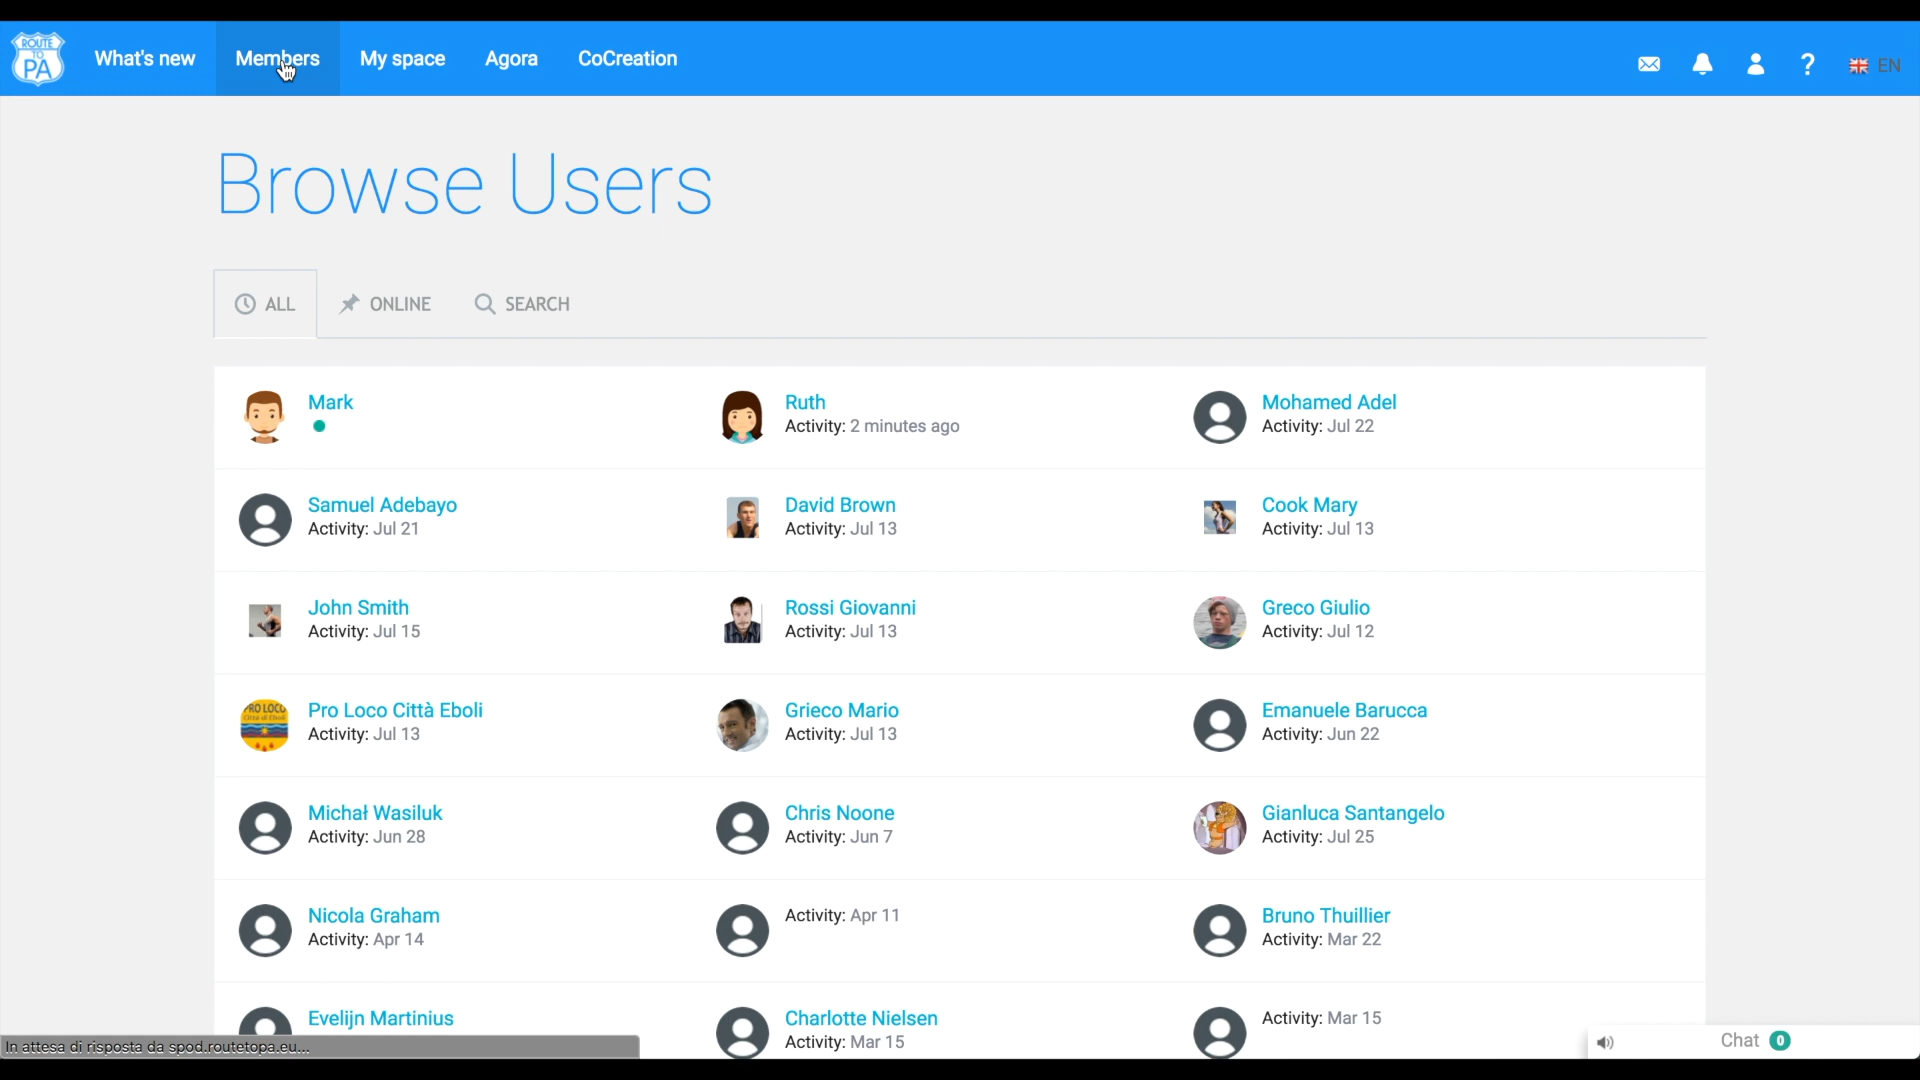 ROUTE TO PA
What's new Members My space Agora CoCreation EN
Browse Users
ALL ONLINE SEARCH
Mark
Ruth
Activity: 2 minutes ago
Mohamed Adel
Activity: Jul 22
Samuel Adebayo
Activity: Jul 21
David Brown
Activity: Jul 13
Cook Mary
Activity: Jul 13
John Smith
Activity: Jul 15
Rossi Giovanni
Activity: Jul 13
Greco Giulio
Activity: Jul 12
PRO LOCO
Città di Eboli
Pro Loco Città Eboli
Activity: Jul 13
Grieco Mario
Activity: Jul 13
Emanuele Barucca
Activity: Jun 22
Michał Wasiluk
Activity: Jun 28
Chris Noone
Activity: Jun 7
Gianluca Santangelo
Activity: Jul 25
Nicola Graham
Activity: Apr 14
Activity: Apr 11
Bruno Thuillier
Activity: Mar 22
Evelijn Martinius
Charlotte Nielsen
Activity: Mar 15
Activity: Mar 15
In attesa di risposta da spod.routetopa.eu...
Chat 0